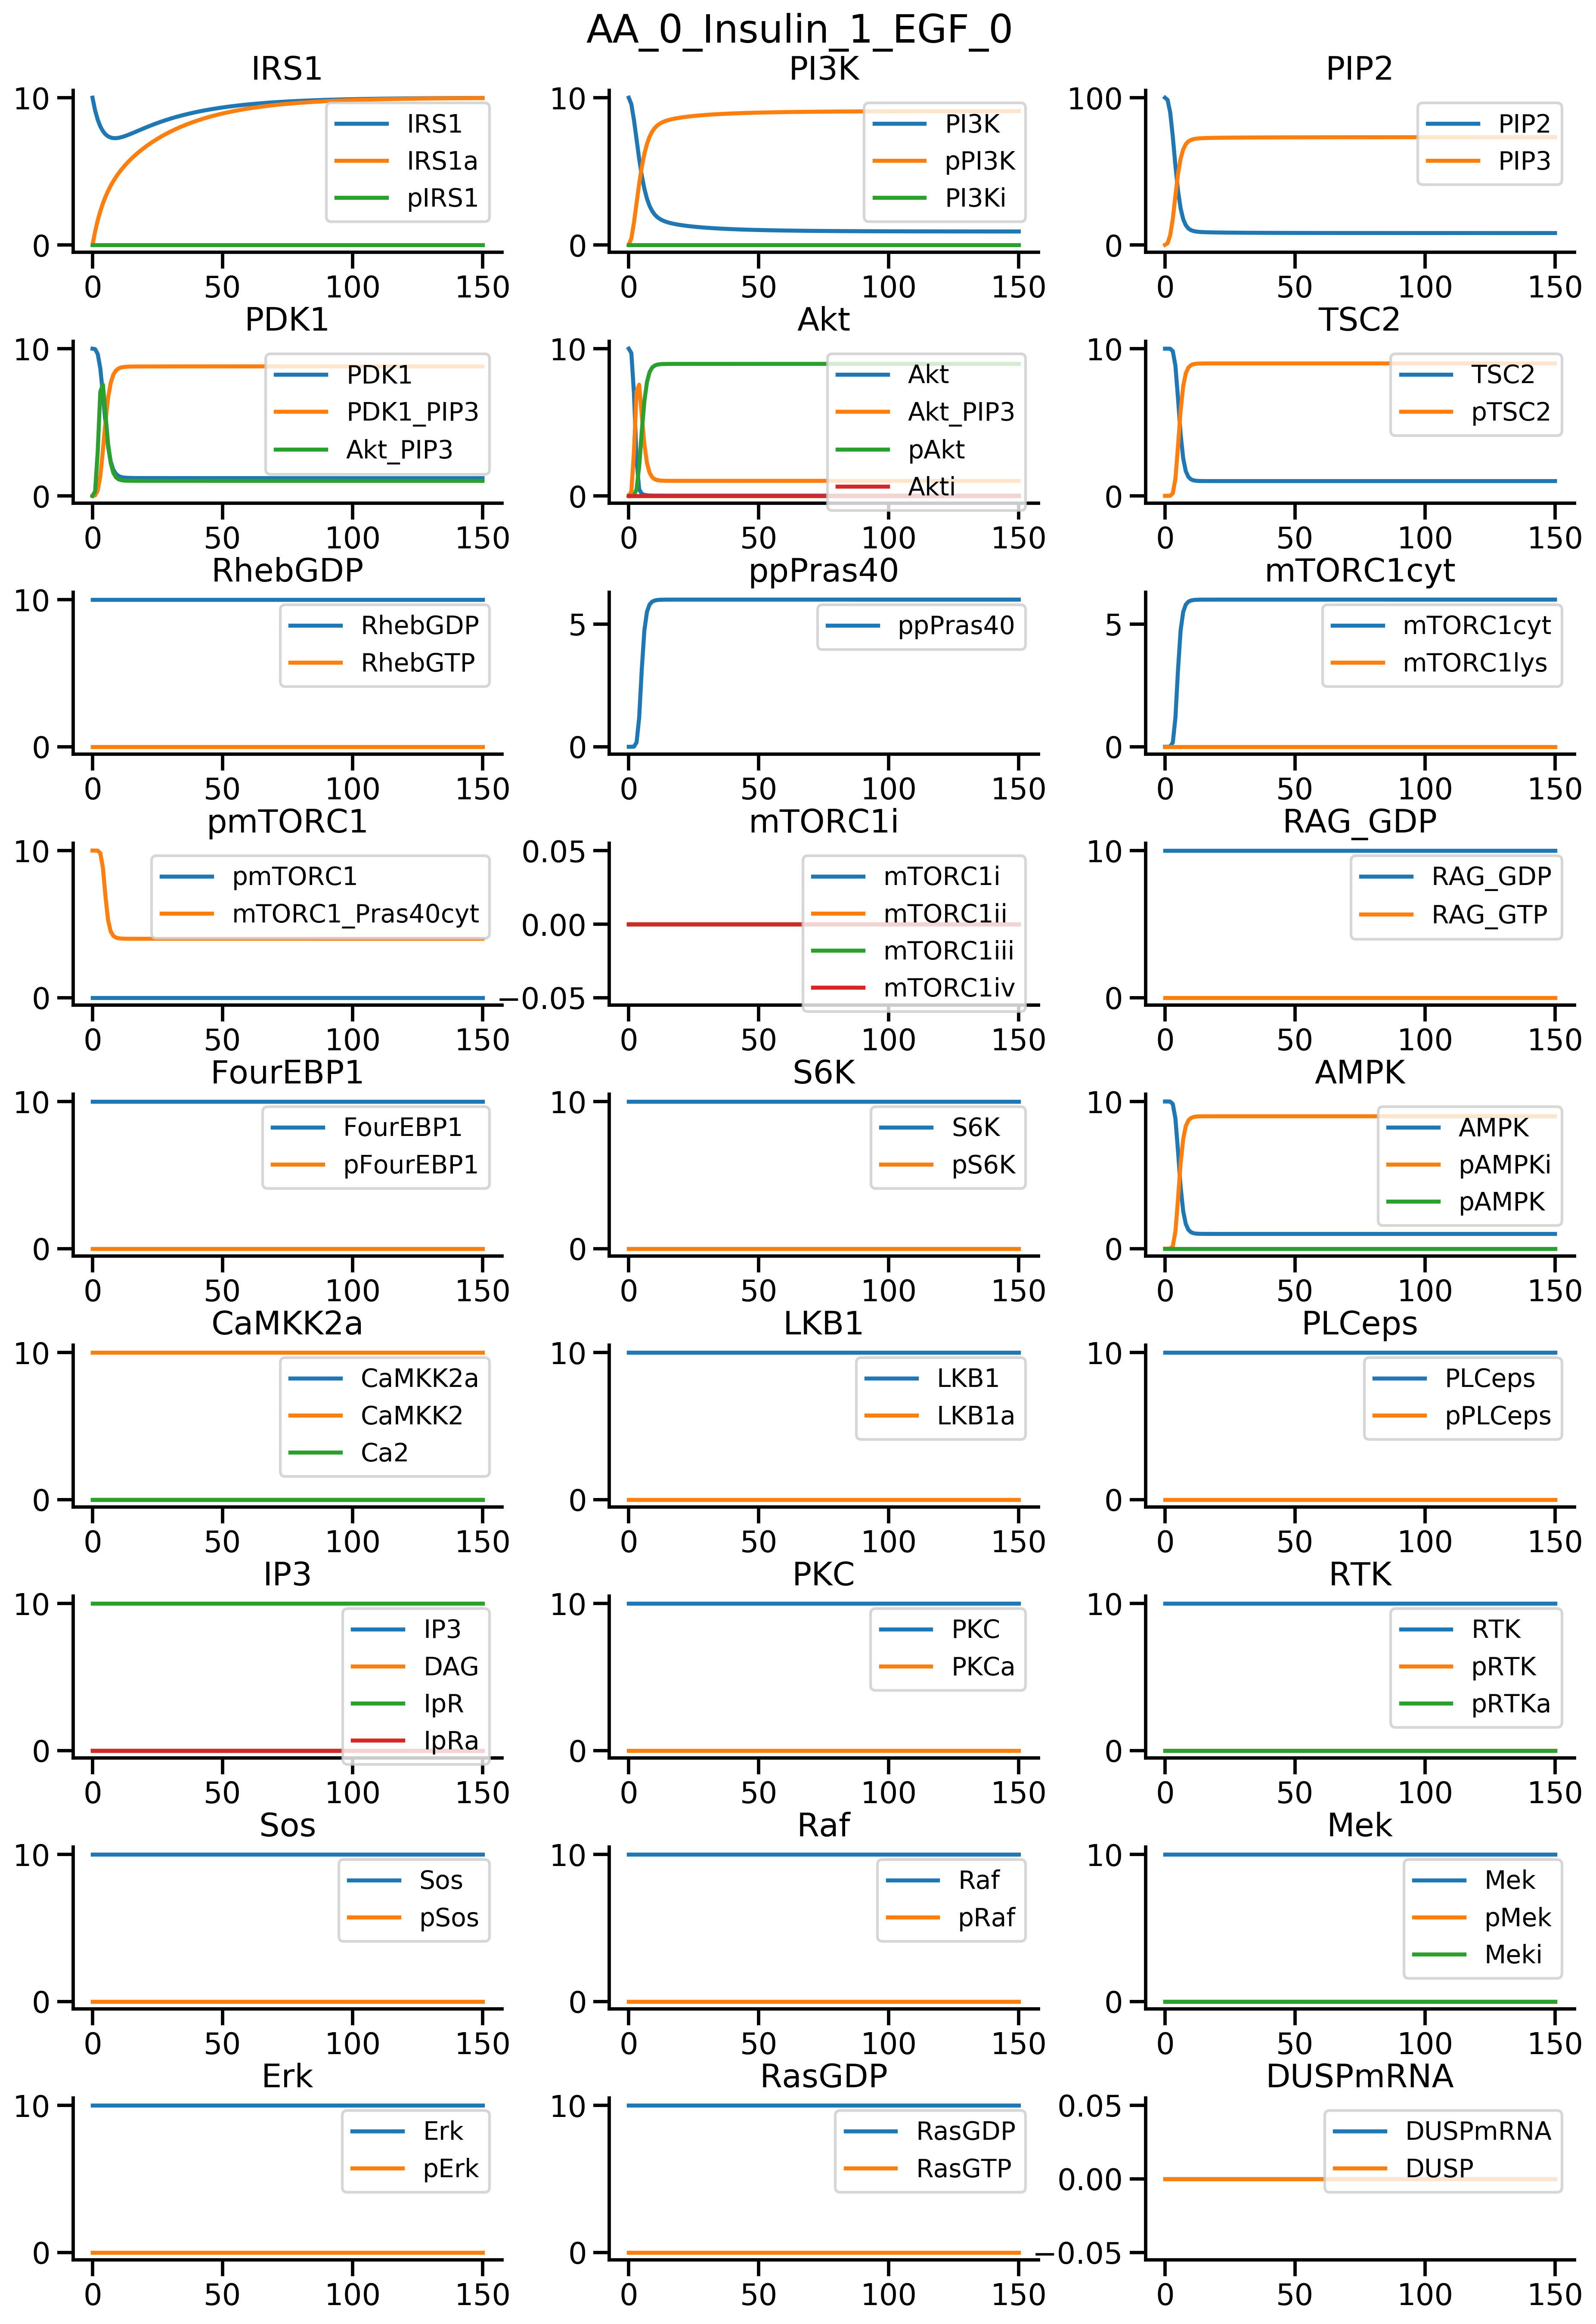 AA_0_Insulin_1_EGF_0
IRS1
10
0
0 50 100 150
IRS1
IRS1a
pIRS1
PI3K
10
0
0 50 100 150
PI3K
pPI3K
PI3Ki
PIP2
100
0
0 50 100 150
PIP2
PIP3
PDK1
10
0
0 50 100 150
PDK1
PDK1_PIP3
Akt_PIP3
Akt
10
0
0 50 100 150
Akt
Akt_PIP3
pAkt
Akti
TSC2
10
0
0 50 100 150
TSC2
pTSC2
RhebGDP
10
0
0 50 100 150
RhebGDP
RhebGTP
ppPras40
5
0
0 50 100 150
ppPras40
mTORC1cyt
5
0
0 50 100 150
mTORC1cyt
mTORC1lys
pmTORC1
10
0
0 50 100 150
pmTORC1
mTORC1_Pras40cyt
mTORC1i
0.05
0.00
−0.05
0 50 100 150
mTORC1i
mTORC1ii
mTORC1iii
mTORC1iv
RAG_GDP
10
0
0 50 100 150
RAG_GDP
RAG_GTP
FourEBP1
10
0
0 50 100 150
FourEBP1
pFourEBP1
S6K
10
0
0 50 100 150
S6K
pS6K
AMPK
10
0
0 50 100 150
AMPK
pAMPKi
pAMPK
CaMKK2a
10
0
0 50 100 150
CaMKK2a
CaMKK2
Ca2
LKB1
10
0
0 50 100 150
LKB1
LKB1a
PLCeps
10
0
0 50 100 150
PLCeps
pPLCeps
IP3
10
0
0 50 100 150
IP3
DAG
IpR
IpRa
PKC
10
0
0 50 100 150
PKC
PKCa
RTK
10
0
0 50 100 150
RTK
pRTK
pRTKa
Sos
10
0
0 50 100 150
Sos
pSos
Raf
10
0
0 50 100 150
Raf
pRaf
Mek
10
0
0 50 100 150
Mek
pMek
Meki
Erk
10
0
0 50 100 150
Erk
pErk
RasGDP
10
0
0 50 100 150
RasGDP
RasGTP
DUSPmRNA
0.05
0.00
−0.05
0 50 100 150
DUSPmRNA
DUSP